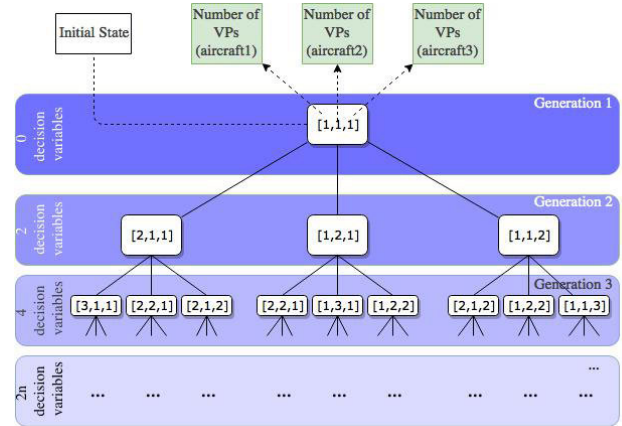 Initial State
Number of
VPs
(aircraft1)
Number of
VPs
(aircraft2)
Number of
VPs
(aircraft3)
Generation 1
0
decision
variables
[1,1,1]
Generation 2
2
decision
variables
[2,1,1]
[1,2,1]
[1,1,2]
Generation 3
4
decision
variables
[3,1,1]
[2,2,1]
[2,1,2]
[2,2,1]
[1,3,1]
[1,2,2]
[2,1,2]
[1,2,2]
[1,1,3]
...
2n
decision
variables
... ... ... ... ... ... ... ... ...